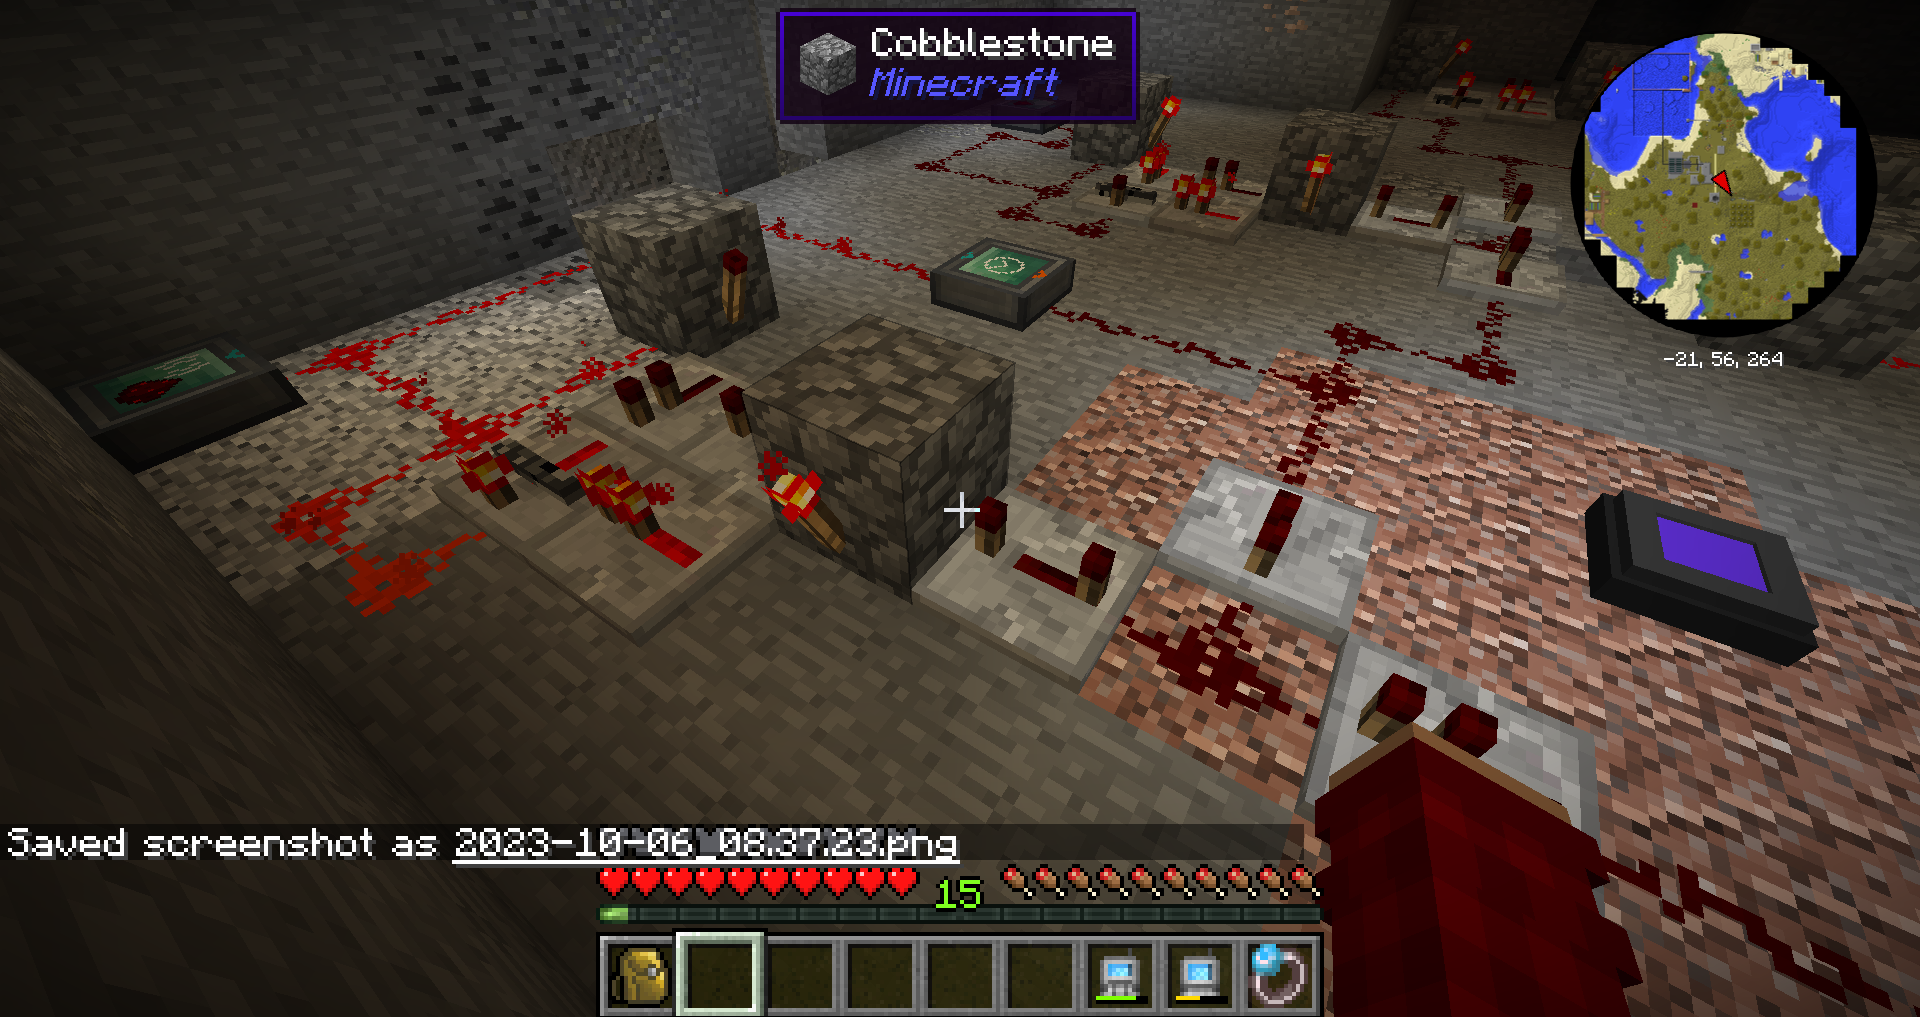 Cobblestone
Minecraft
-21, 56, 264
Saved screenshot as 2023-10-06_08.37.23.png
15